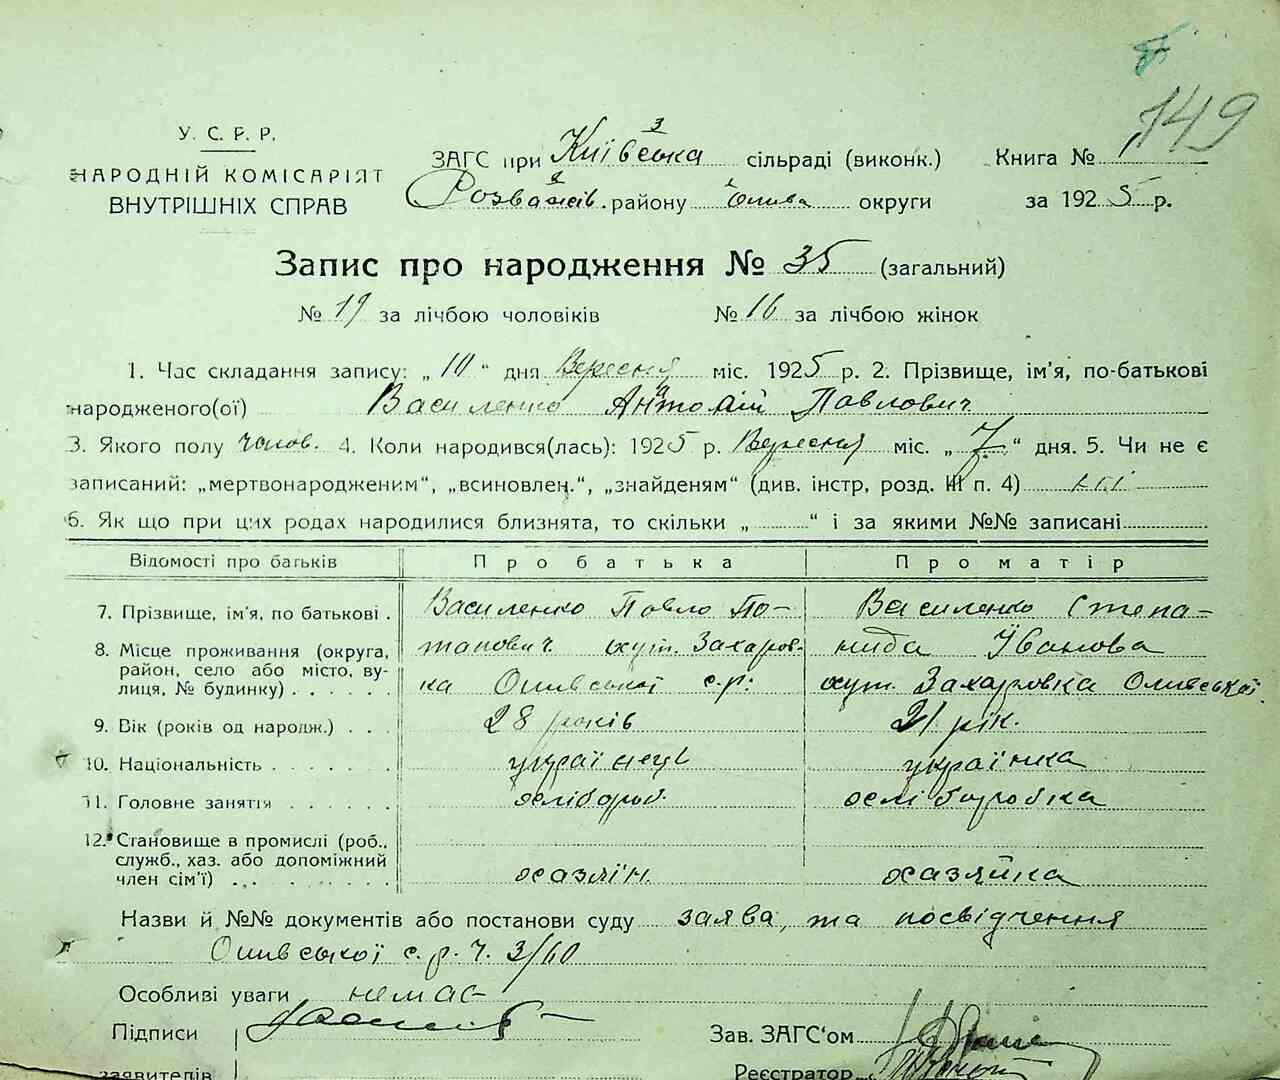 149
У. С. Р. Р.
НАРОДНІЙ КОМІСАРІЯТ
ВНУТРІШНІХ СПРАВ
ЗАГС при Київська сільраді (виконк.) Книга №
Розважів. району округи за 1925 р.
Запис про народження № 35 (загальний)
№ 19 за лічбою чоловіків № 16 за лічбою жінок
1. Час складання запису: „ 10 “ дня Вересня міс. 1925 р. 2. Прізвище, ім'я, по-батькові
народженого(ої) Василенко Антоній Павлович
3. Якого полу чолов. 4. Коли народився(лась): 1925 р. Вересня міс. „ 7 “ дня. 5. Чи не є
записаний: „мертвонародженим“, „всиновлен.“, „знайденям“ (див. інстр, розд. III п. 4) ні
6. Як що при цих родах народилися близнята, то скільки „ “ і за якими №№ записані
Відомості про батьків Про батька Про матір
7. Прізвище, ім'я, по батькові . Василенко Павло По- Василенко Степа-
8. Місце проживання (округа, тапович хут. Захаров- нида Іванова
район, село або місто, ву- ка с.р. хут. Захаровка
лиця, № будинку) . . . . .
9. Вік (років од народж.) . . . 28 років 21 рік.
10. Національність . . . . . . українець українка
11. Головне заняття . . . . . . хлібороб. хліборобка
12. Становище в промислі (роб.,
служб., хаз. або допоміжний
член сім'ї) . . . хазяїн. хазяйка
Назви й №№ документів або постанови суду заява, та посвідчення
с. р. ч. 3/60
Особливі уваги немає
Підписи Зав. ЗАГС'ом
заявителів Реєстратор